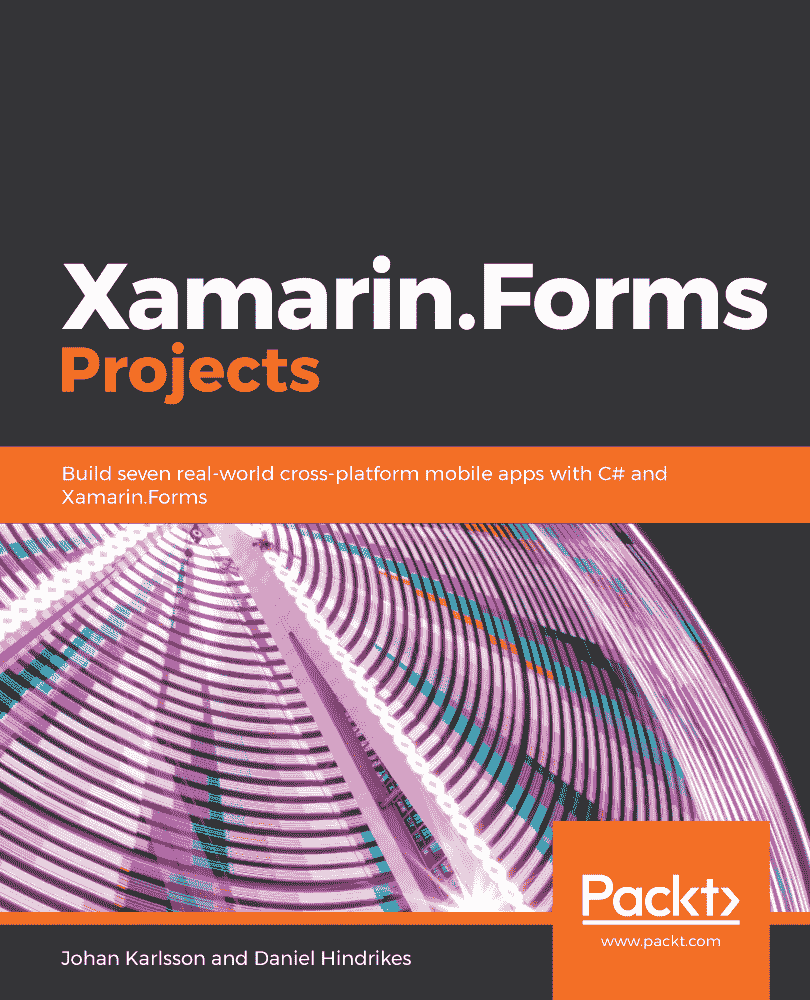 Xamarin.Forms
Projects
Build seven real-world cross-platform mobile apps with C# and
Xamarin.Forms
Packt>
www.packt.com
Johan Karlsson and Daniel Hindrikes